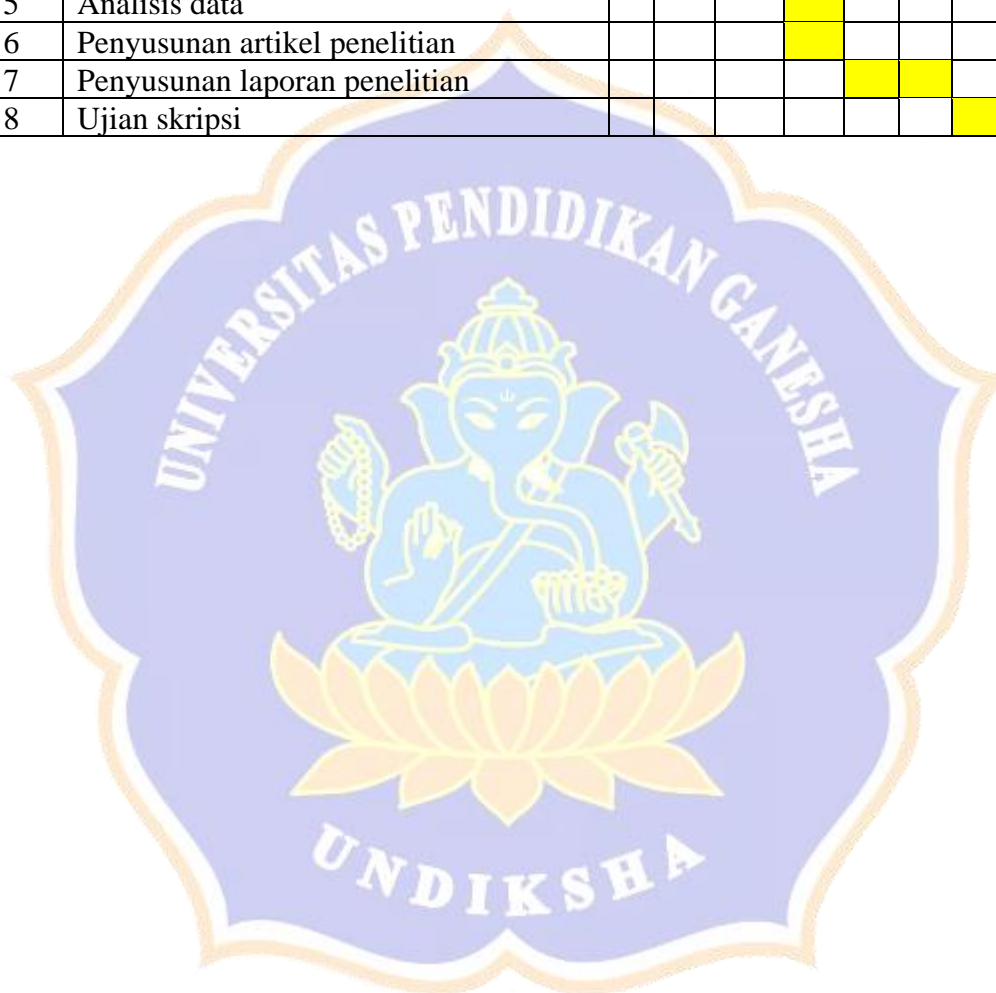 5 Analisis data
6 Penyusunan artikel penelitian
7 Penyusunan laporan penelitian
8 Ujian skripsi
UNIVERSITAS PENDIDIKAN GANESHA
UNDIKSHA